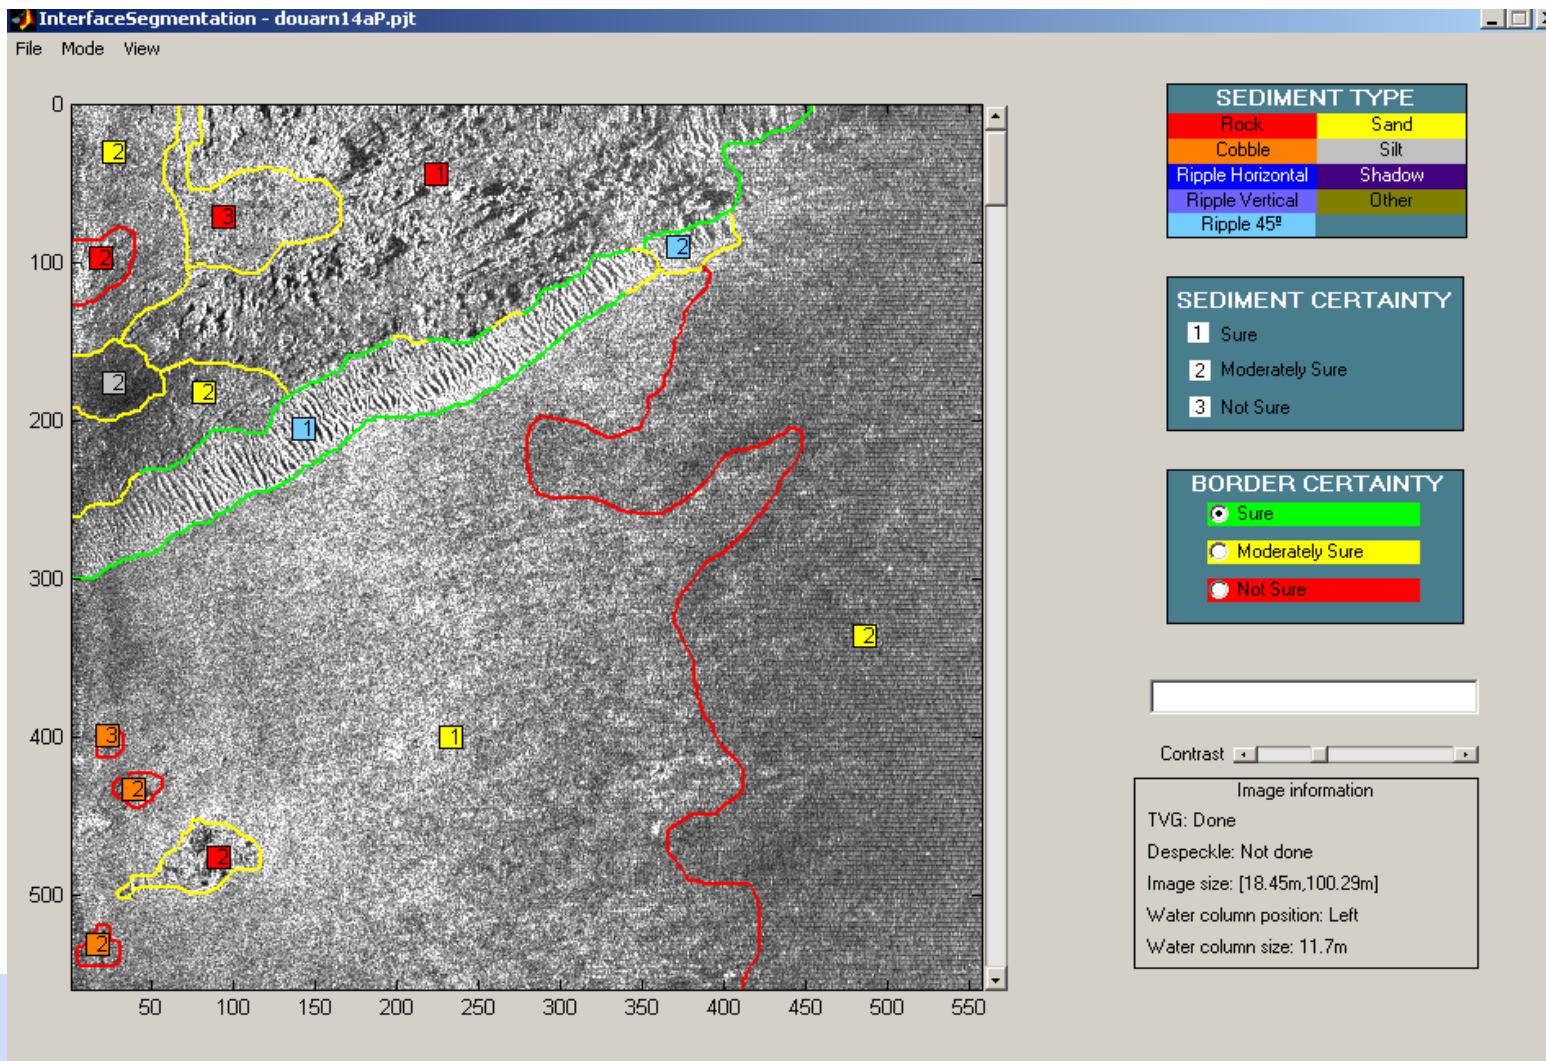 InterfaceSegmentation - douarn14aP.pjt
File Mode View
0
100
200
300
400
500
50 100 150 200 250 300 350 400 450 500 550
2
1
3
2
2
2
2
1
2
1
3
2
2
2
SEDIMENT TYPE
Rock Sand
Cobble Silt
Ripple Horizontal Shadow
Ripple Vertical Other
Ripple 45º
SEDIMENT CERTAINTY
1 Sure
2 Moderately Sure
3 Not Sure
BORDER CERTAINTY
Sure
Moderately Sure
Not Sure
Contrast
Image information
TVG: Done
Despeckle: Not done
Image size: [18.45m,100.29m]
Water column position: Left
Water column size: 11.7m